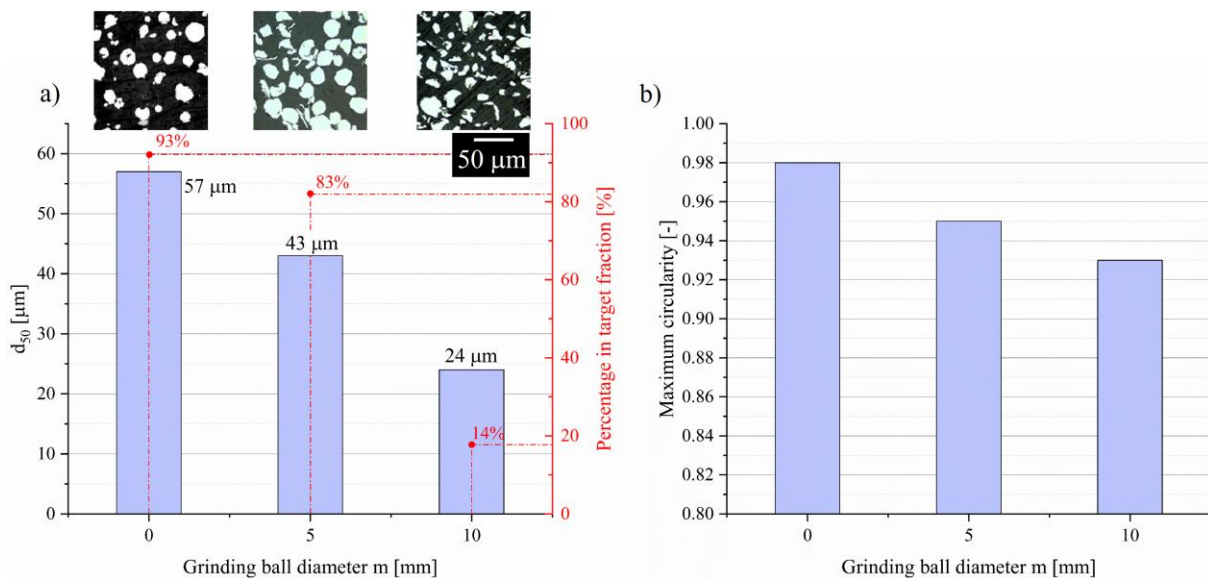 a)
93%
57 μm
83%
43 μm
24 μm
14%
50 μm
60
50
40
30
20
10
0
d50 [μm]
100
80
60
40
20
0
Percentage in target fraction [%]
0 5 10
Grinding ball diameter m [mm]
b)
1.00
0.98
0.96
0.94
0.92
0.90
0.88
0.86
0.84
0.82
0.80
Maximum circularity [-]
0 5 10
Grinding ball diameter m [mm]